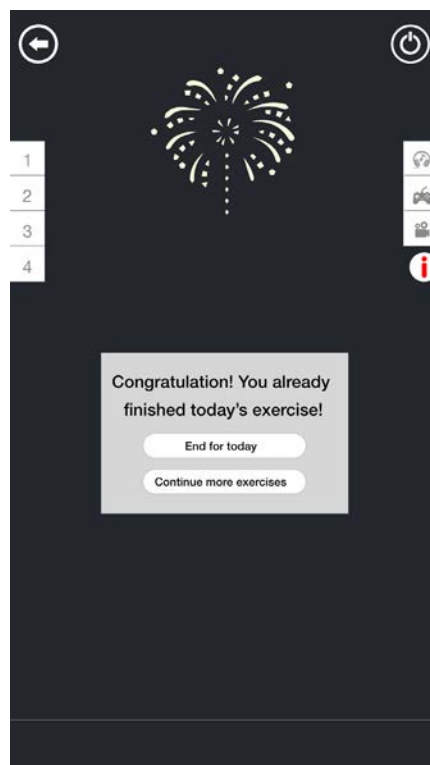 1
2
3
4
i
Congratulation! You already
finished today's exercise!
End for today
Continue more exercises